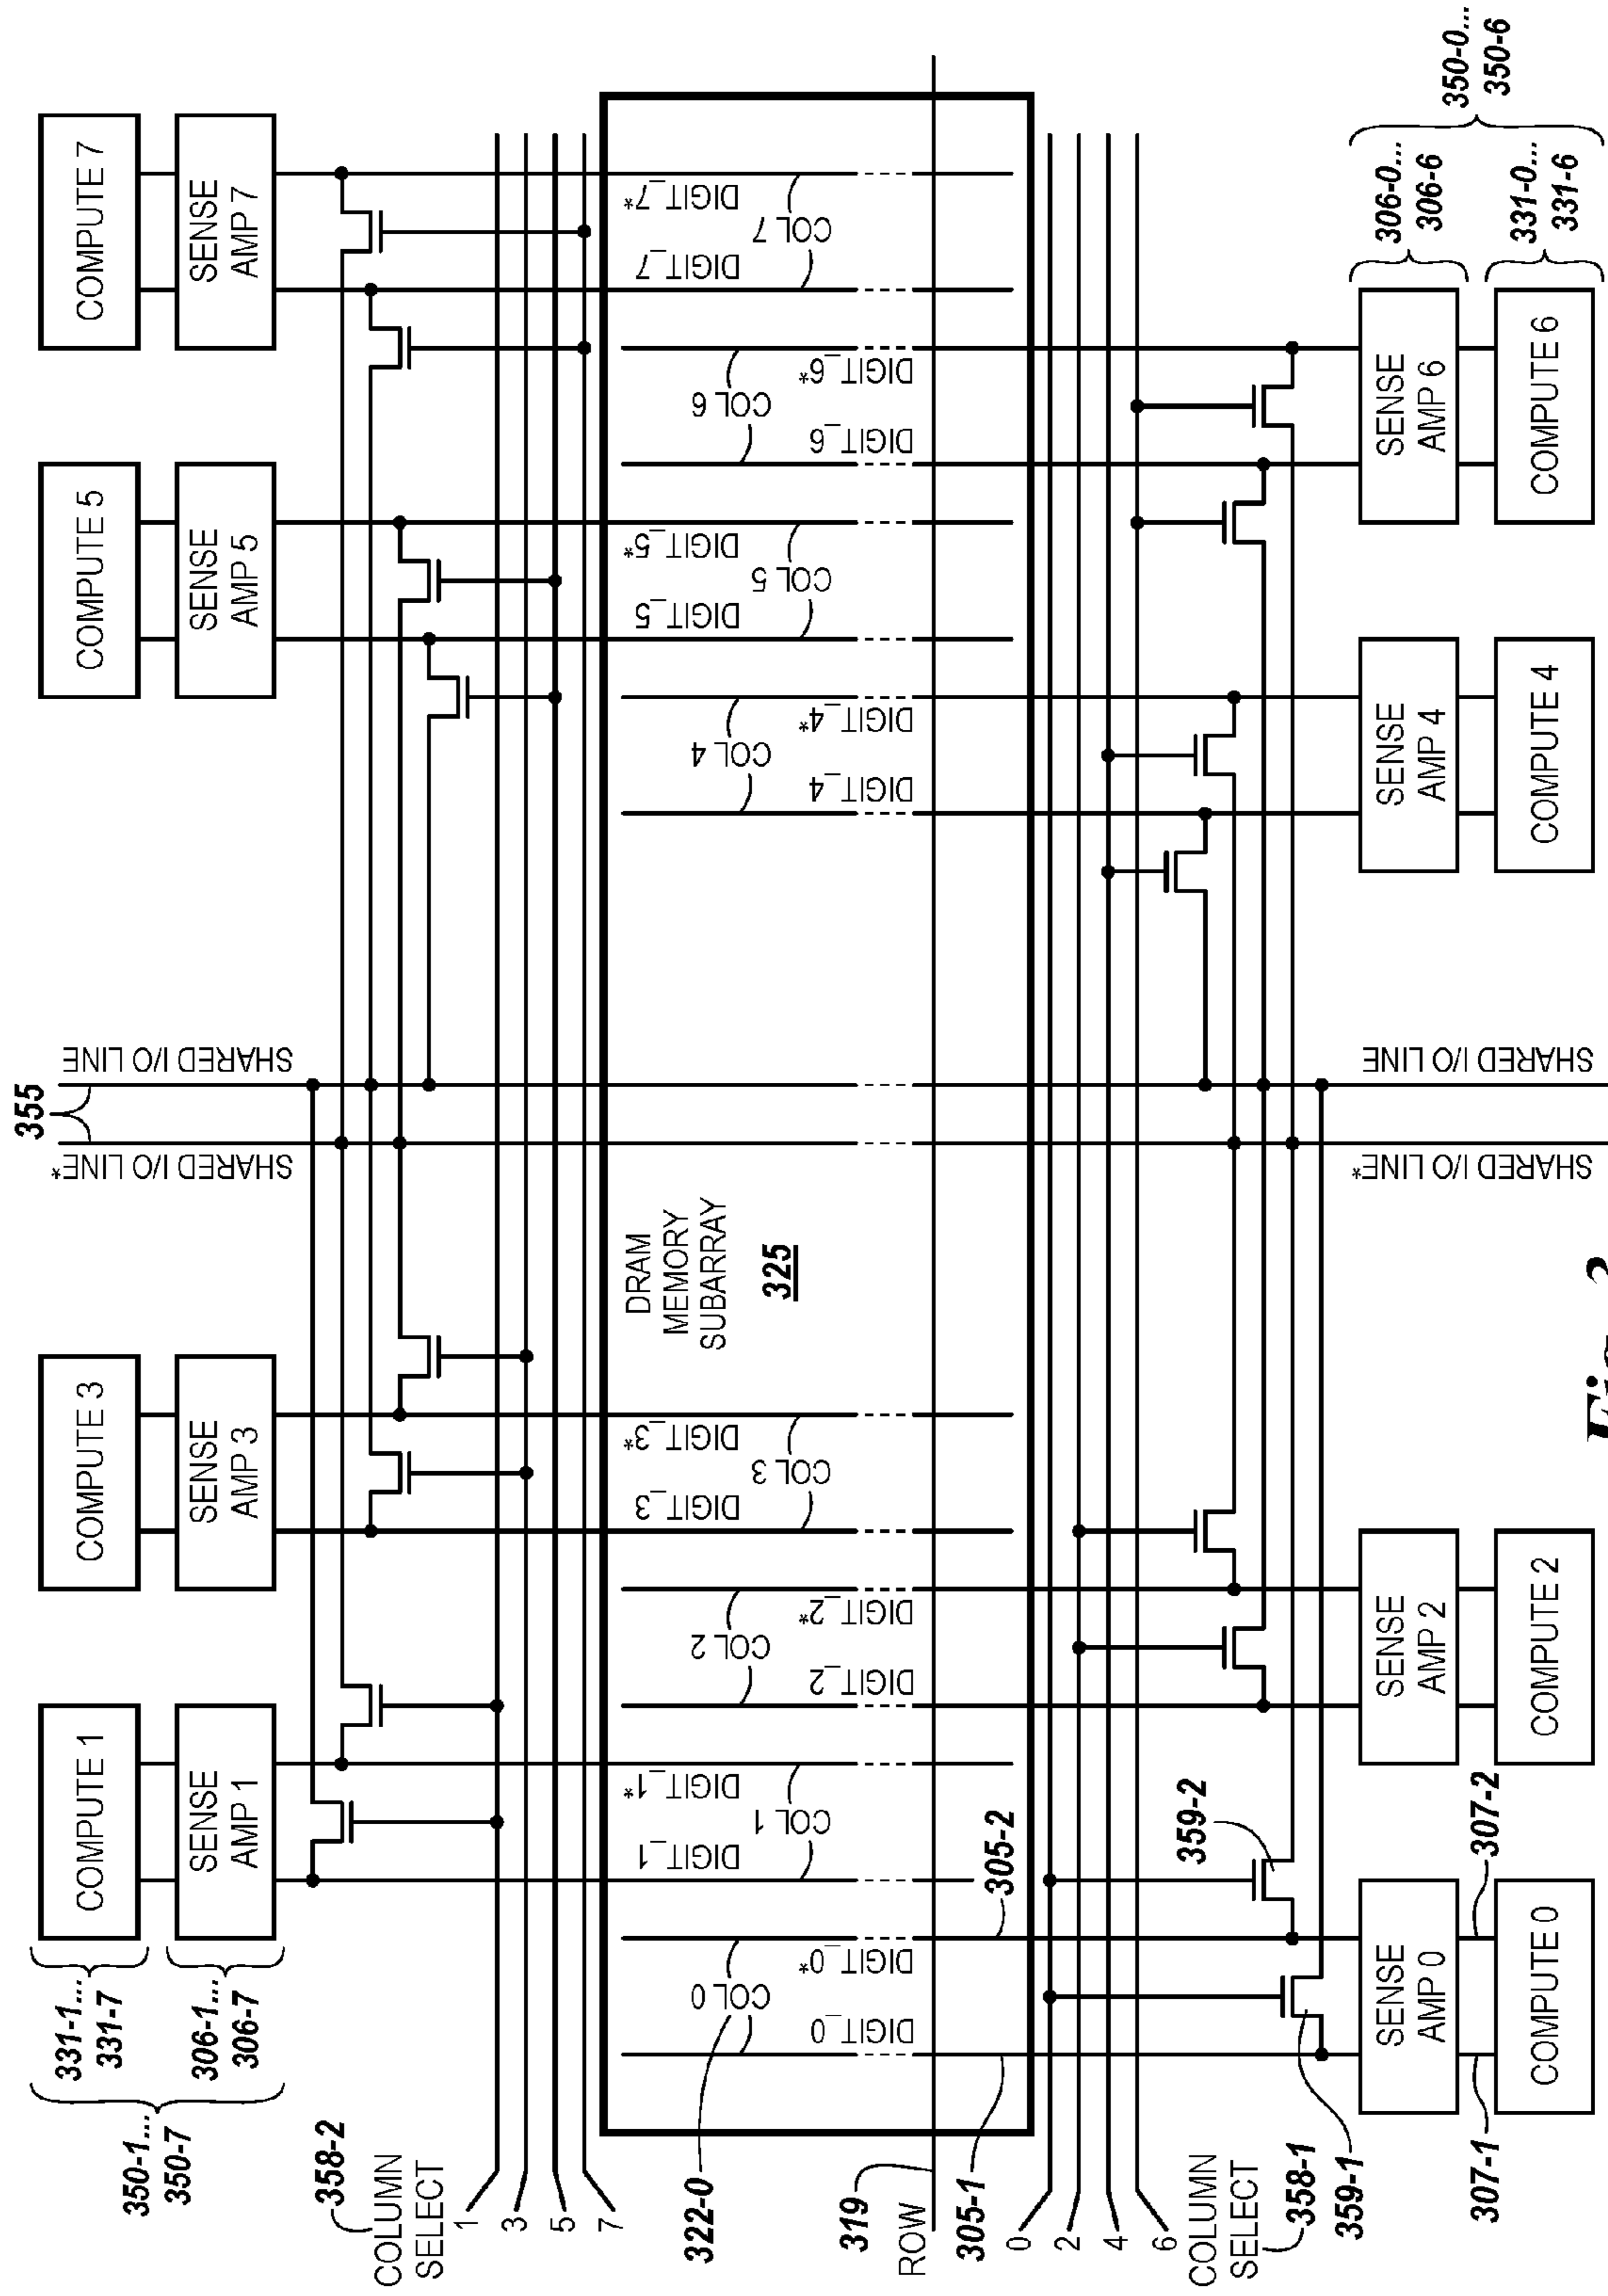 355
SHARED I/O LINE*
SHARED I/O LINE
COMPUTE 1
COMPUTE 3
COMPUTE 5
COMPUTE 7
SENSE
AMP 1
SENSE
AMP 3
SENSE
AMP 5
SENSE
AMP 7
331-1...
331-7
306-1...
306-7
350-1...
350-7
358-2
COLUMN
SELECT
1
3
5
7
DIGIT_1
COL 1
DIGIT_1*
DIGIT_3
COL 3
DIGIT_3*
DIGIT_5
COL 5
DIGIT_5*
DIGIT_7
COL 7
DIGIT_7*
DRAM
MEMORY
SUBARRAY
325
322-0
DIGIT_0
COL 0
DIGIT_0*
DIGIT_2
COL 2
DIGIT_2*
DIGIT_4
COL 4
DIGIT_4*
DIGIT_6
COL 6
DIGIT_6*
319
ROW
305-1
305-2
0
2
4
6
COLUMN
SELECT
358-1
359-1
359-2
SHARED I/O LINE*
SHARED I/O LINE
SENSE
AMP 0
SENSE
AMP 2
SENSE
AMP 4
SENSE
AMP 6
307-1
307-2
COMPUTE 0
COMPUTE 2
COMPUTE 4
COMPUTE 6
306-0...
306-6
331-0...
331-6
350-0...
350-6